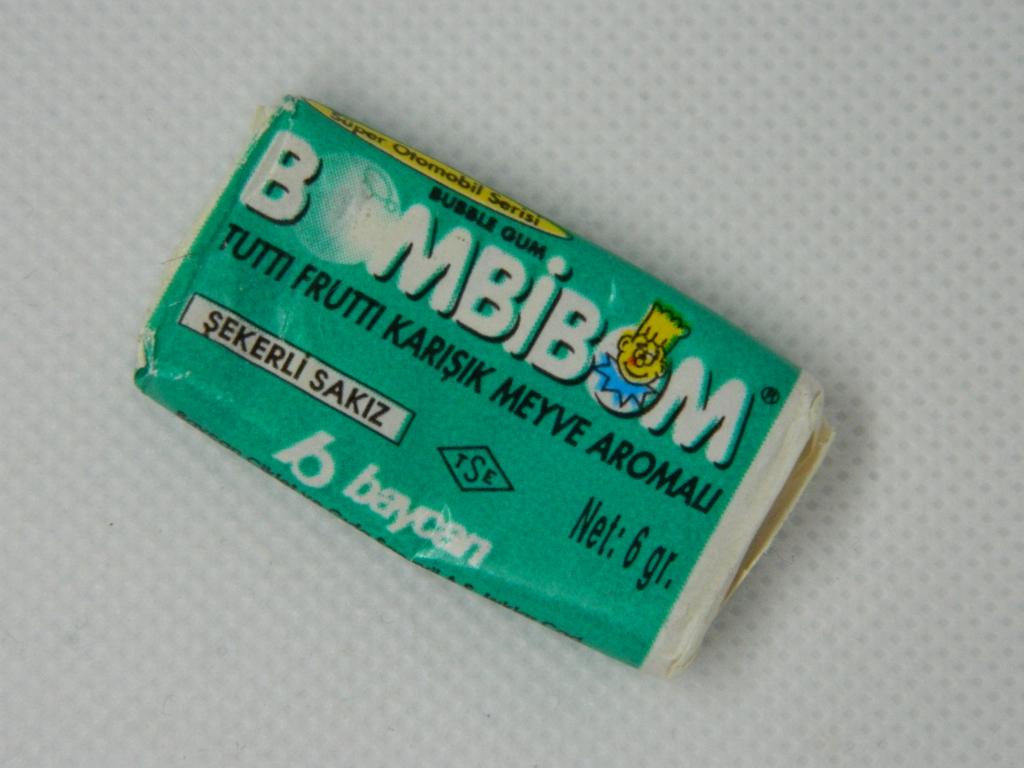 Süper Otomobil Serisi
BUBBLE GUM
BOMBİBOM®
TUTTI FRUTTI KARIŞIK MEYVE AROMALI
ŞEKERLİ SAKIZ
TSE
b baycan
Net: 6 gr.